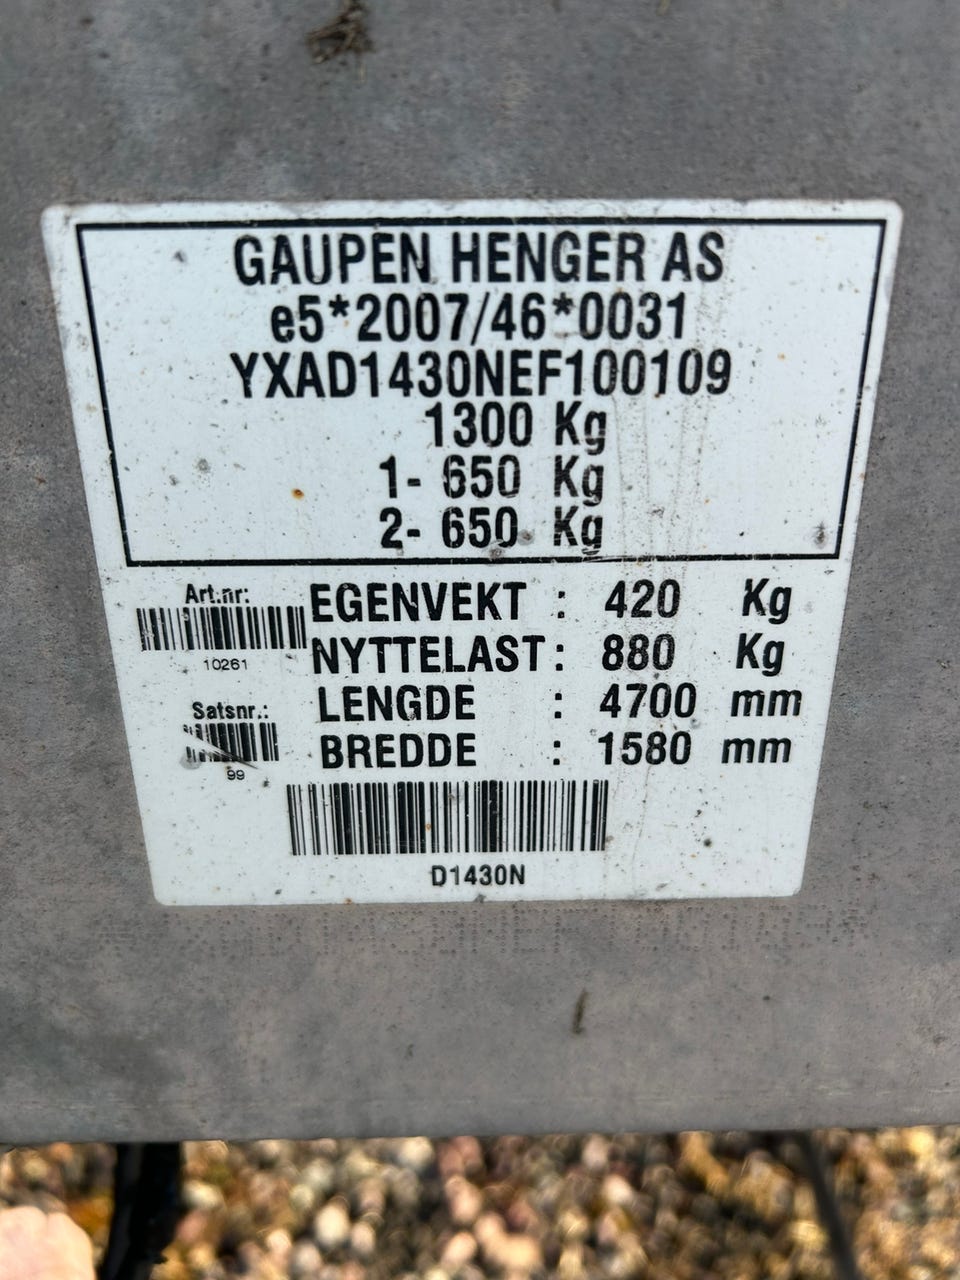 GAUPEN HENGER AS
e5*2007/46*0031
YXAD1430NEF100109
1300 Kg
1- 650 Kg
2- 650 Kg
Art.nr:
10261
Satsnr.:
99
EGENVEKT : 420 Kg
NYTTELAST : 880 Kg
LENGDE : 4700 mm
BREDDE : 1580 mm
D1430N